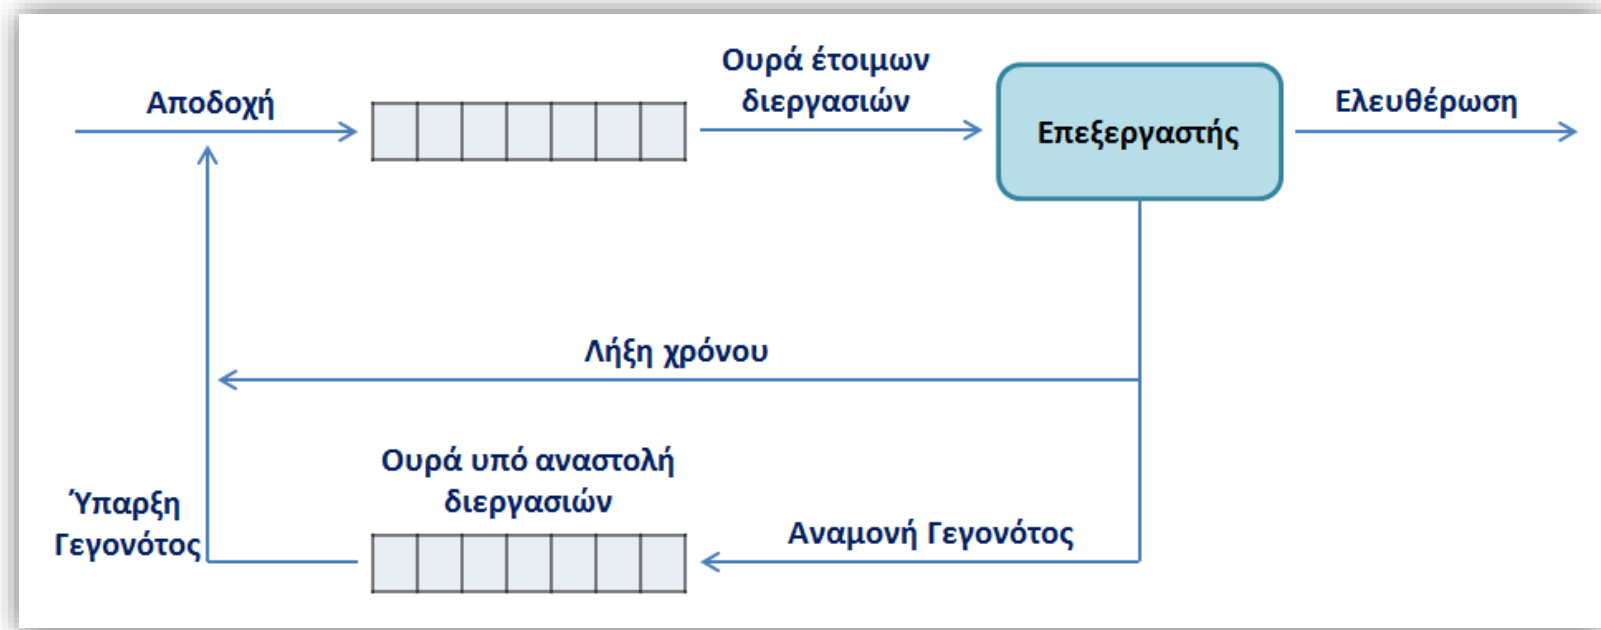 Αποδοχή
Ουρά έτοιμων
διεργασιών
Επεξεργαστής
Ελευθέρωση
Λήξη χρόνου
Ουρά υπό αναστολή
διεργασιών
Ύπαρξη
Γεγονότος
Αναμονή Γεγονότος